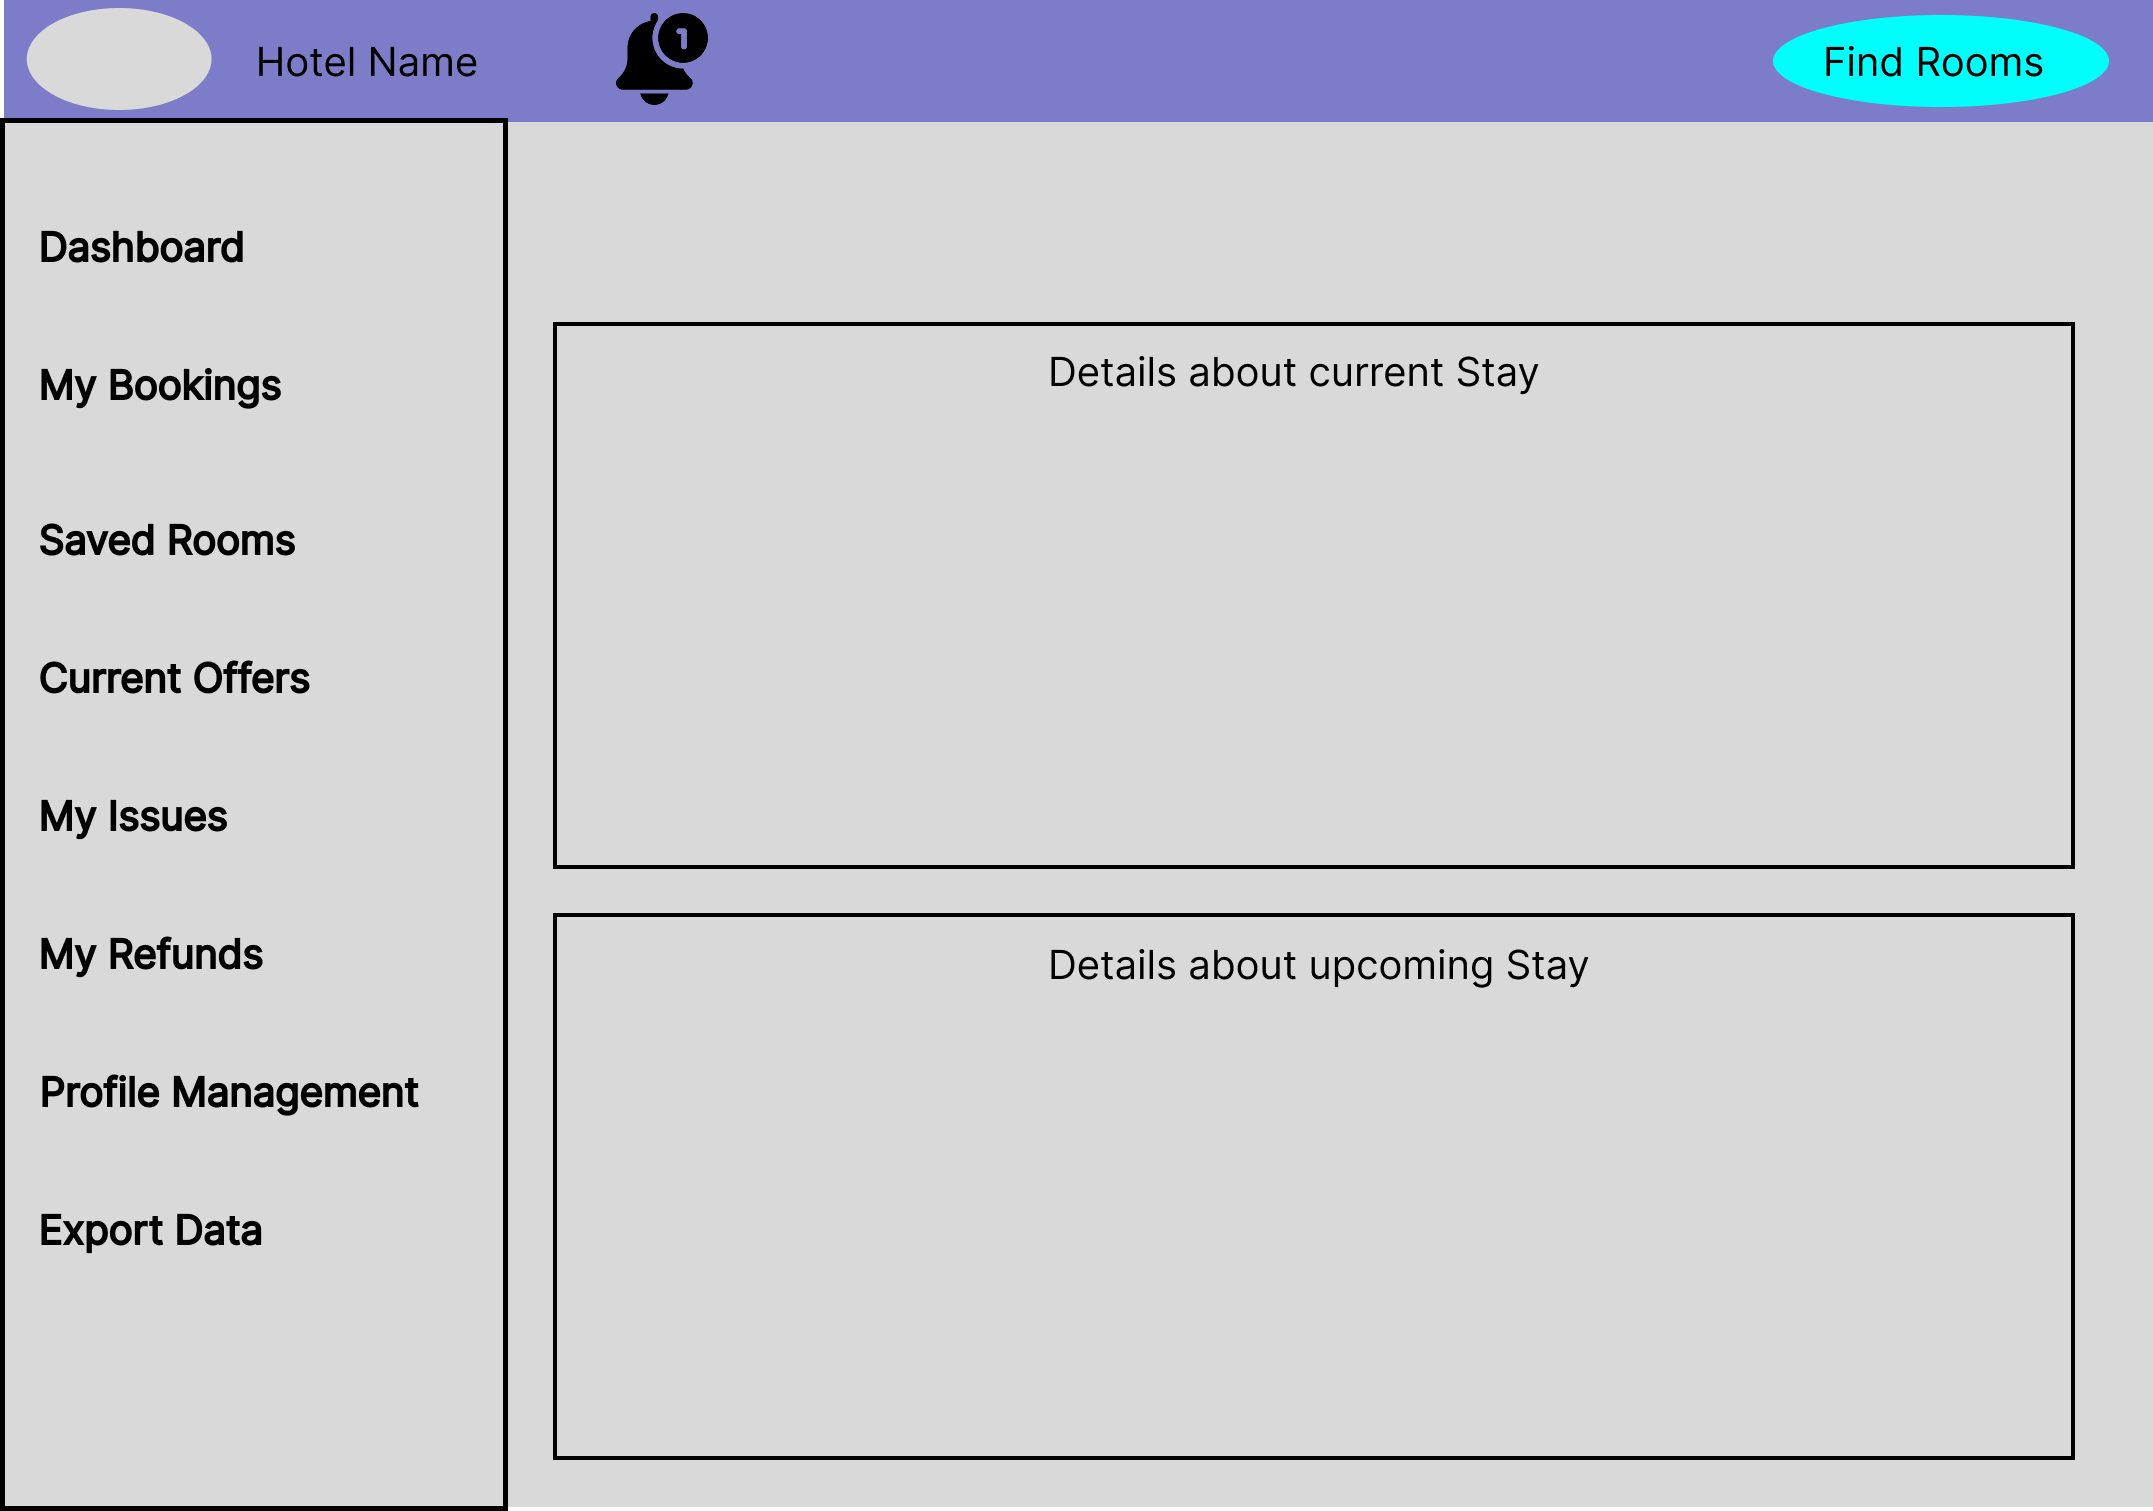 Hotel Name
1
Find Rooms
Dashboard
My Bookings
Saved Rooms
Current Offers
My Issues
My Refunds
Profile Management
Export Data
Details about current Stay
Details about upcoming Stay